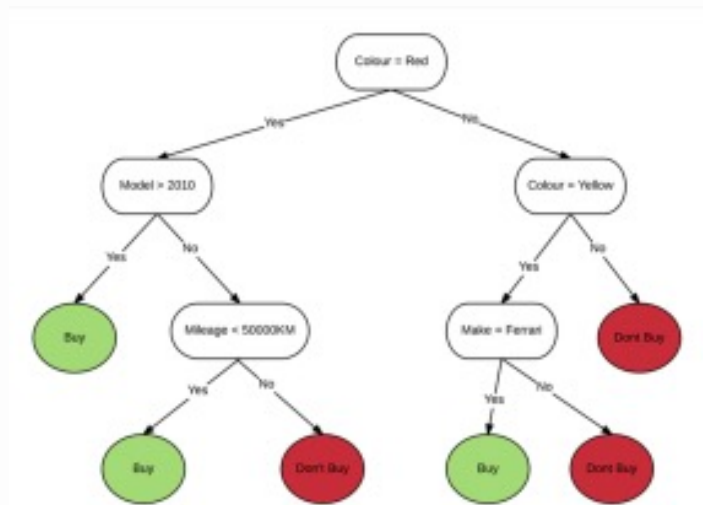 Colour = Red
Yes
No
Model > 2010
Colour = Yellow
Yes
No
Yes
No
Buy
Mileage < 50000KM
Make = Ferrari
Dont Buy
Yes
No
Yes
No
Buy
Don't Buy
Buy
Dont Buy